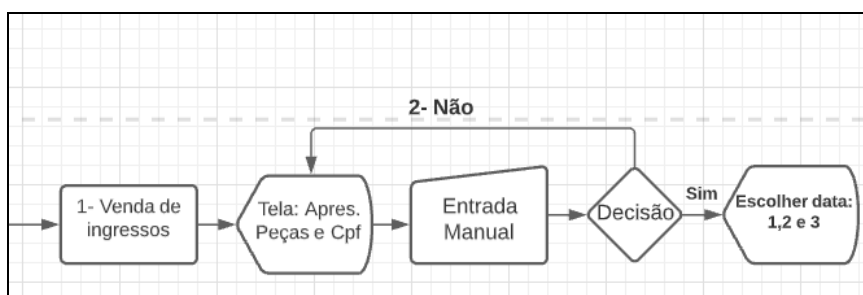 2- Não
1- Venda de
ingressos
Tela: Apres.
Peças e Cpf
Entrada
Manual
Decisão
Sim
Escolher data:
1,2 e 3